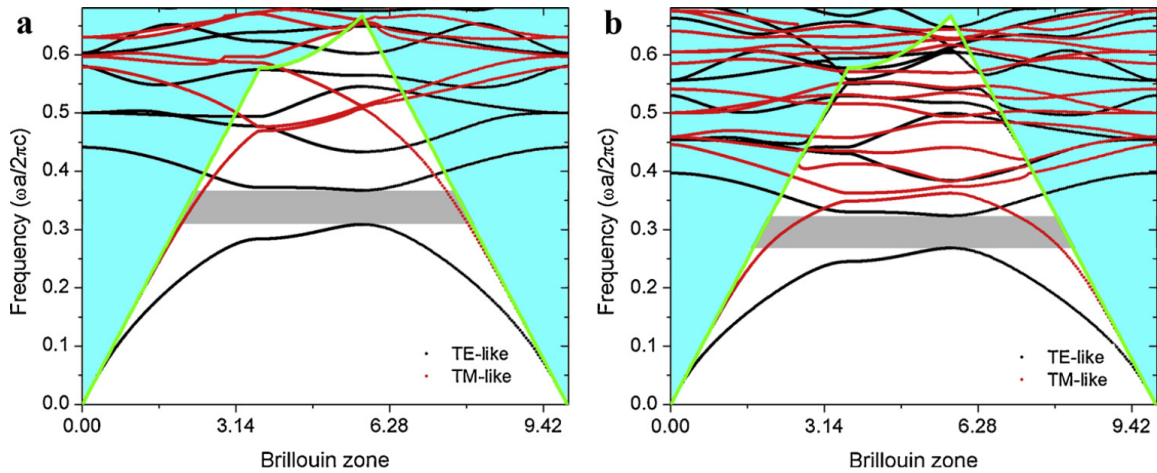 a
0.6
0.5
0.4
0.3
0.2
0.1
0.0
Frequency (ωa/2πc)
TE-like
TM-like
0.00 3.14 6.28 9.42
Brillouin zone
b
0.6
0.5
0.4
0.3
0.2
0.1
0.0
Frequency (ωa/2πc)
TE-like
TM-like
0.00 3.14 6.28 9.42
Brillouin zone